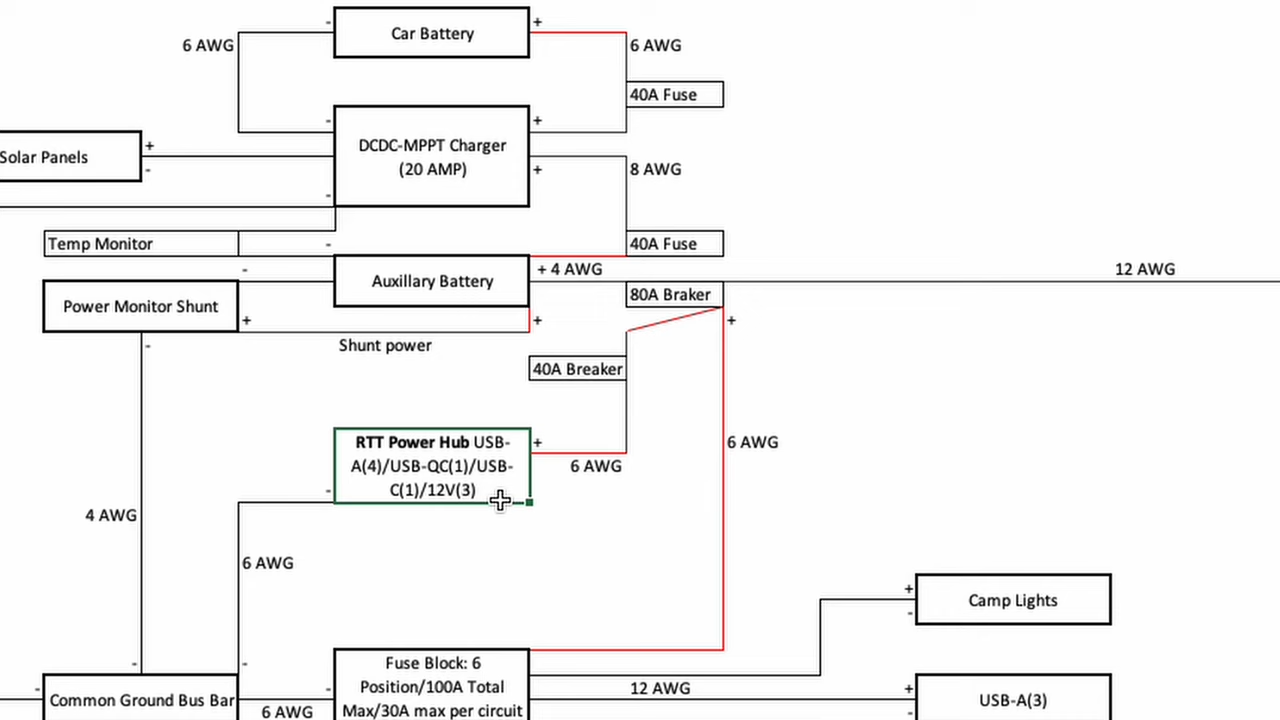 - Car Battery +
6 AWG
6 AWG
40A Fuse
- +
DCDC-MPPT Charger
(20 AMP)
Solar Panels
+
-
+ 8 AWG
-
Temp Monitor
-
40A Fuse
-
+ 4 AWG
12 AWG
Auxillary Battery
80A Braker
Power Monitor Shunt
+
+
+
-
Shunt power
40A Breaker
RTT Power Hub USB-
A(4)/USB-QC(1)/USB-
C(1)/12V(3)
+
6 AWG
6 AWG
-
4 AWG
6 AWG
+
-
Camp Lights
-
-
Fuse Block: 6
Position/100A Total
Max/30A max per circuit
-
Common Ground Bus Bar
-
6 AWG
12 AWG
+
-
USB-A(3)